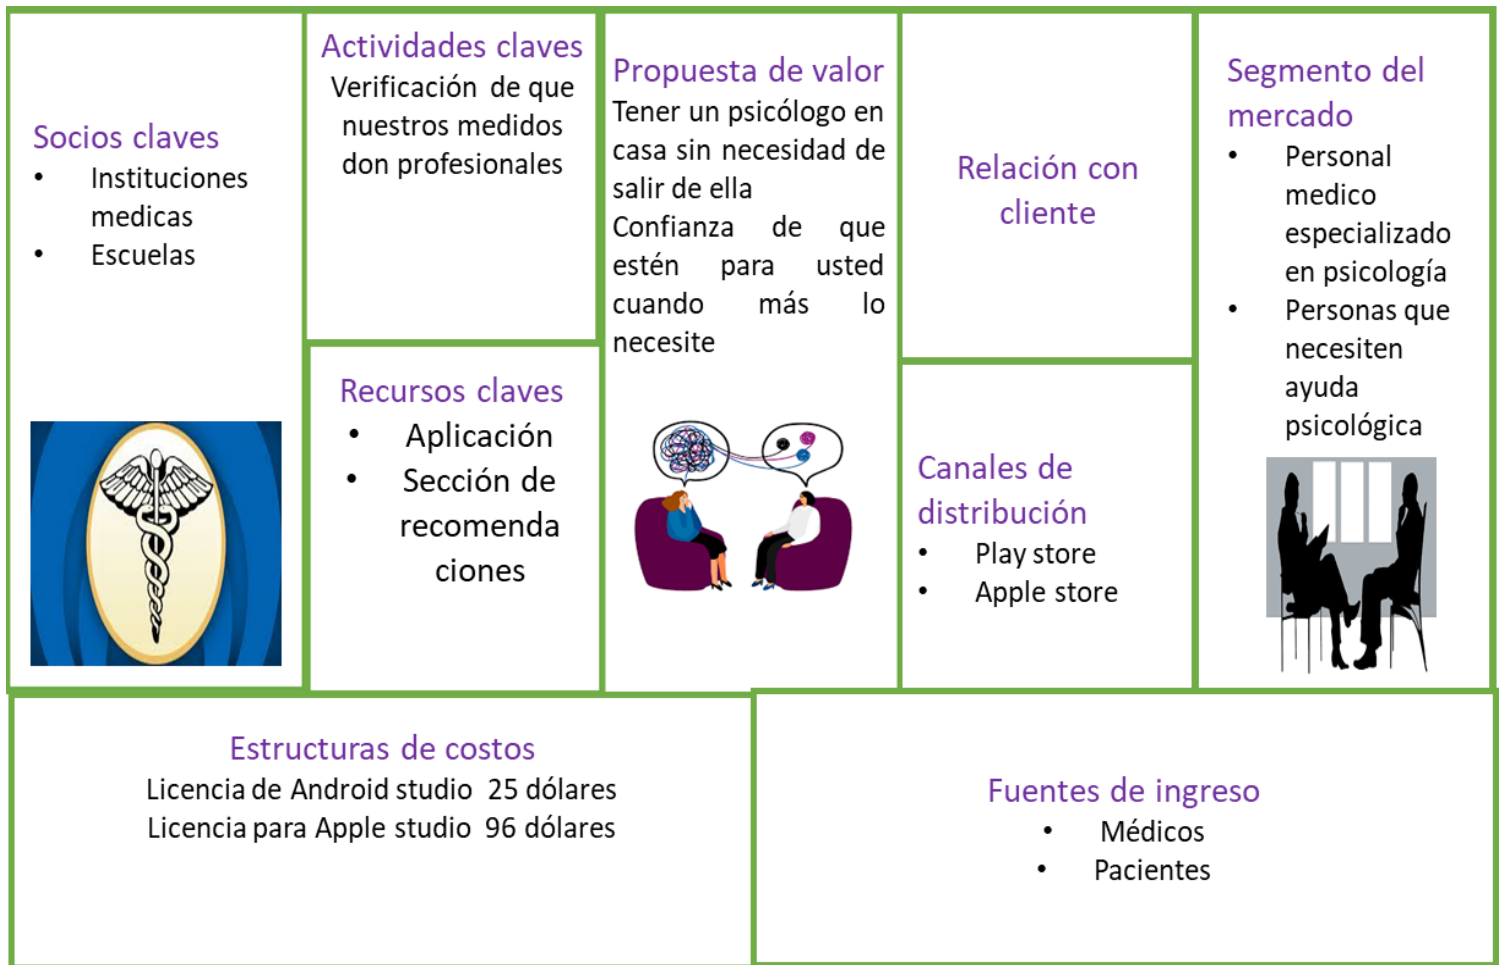 Socios claves
• Instituciones
medicas
• Escuelas
Actividades claves
Verificación de que
nuestros medidos
don profesionales
Recursos claves
• Aplicación
• Sección de
recomenda
ciones
Propuesta de valor
Tener un psicólogo en
casa sin necesidad de
salir de ella
Confianza de que
estén para usted
cuando más lo
necesite
Relación con
cliente
Canales de
distribución
• Play store
• Apple store
Segmento del
mercado
• Personal
medico
especializado
en psicología
• Personas que
necesiten
ayuda
psicológica
Estructuras de costos
Licencia de Android studio 25 dólares
Licencia para Apple studio 96 dólares
Fuentes de ingreso
• Médicos
• Pacientes